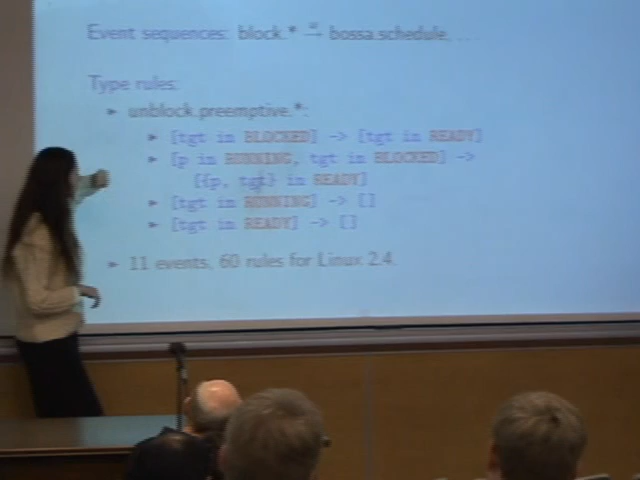 Event sequences: block.* →* bossa.schedule, ...
Type rules:
► unblock.preemptive.*:
► [tgt in BLOCKED] -> [tgt in READY]
► [p in RUNNING, tgt in BLOCKED] ->
[{p, tgt} in READY]
► [tgt in RUNNING] -> []
► [tgt in READY] -> []
► 11 events, 60 rules for Linux 2.4.